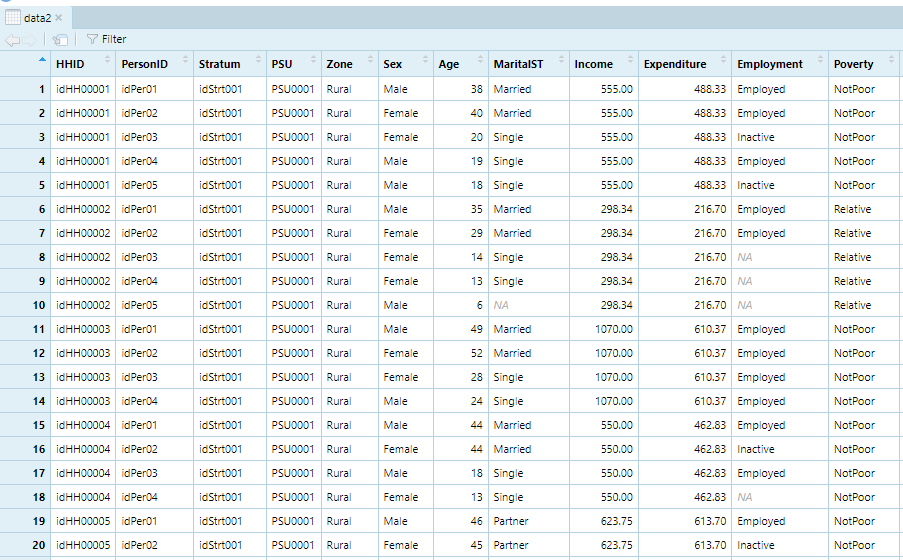 data2
Filter
HHID PersonID Stratum PSU Zone Sex Age MaritalST Income Expenditure Employment Poverty
1 idHH00001 idPer01 idStrt001 PSU0001 Rural Male 38 Married 555.00 488.33 Employed NotPoor
2 idHH00001 idPer02 idStrt001 PSU0001 Rural Female 40 Married 555.00 488.33 Employed NotPoor
3 idHH00001 idPer03 idStrt001 PSU0001 Rural Female 20 Single 555.00 488.33 Inactive NotPoor
4 idHH00001 idPer04 idStrt001 PSU0001 Rural Male 19 Single 555.00 488.33 Employed NotPoor
5 idHH00001 idPer05 idStrt001 PSU0001 Rural Male 18 Single 555.00 488.33 Inactive NotPoor
6 idHH00002 idPer01 idStrt001 PSU0001 Rural Male 35 Married 298.34 216.70 Employed Relative
7 idHH00002 idPer02 idStrt001 PSU0001 Rural Female 29 Married 298.34 216.70 Employed Relative
8 idHH00002 idPer03 idStrt001 PSU0001 Rural Female 14 Single 298.34 216.70 NA Relative
9 idHH00002 idPer04 idStrt001 PSU0001 Rural Female 13 Single 298.34 216.70 NA Relative
10 idHH00002 idPer05 idStrt001 PSU0001 Rural Male 6 NA 298.34 216.70 NA Relative
11 idHH00003 idPer01 idStrt001 PSU0001 Rural Male 49 Married 1070.00 610.37 Employed NotPoor
12 idHH00003 idPer02 idStrt001 PSU0001 Rural Female 52 Married 1070.00 610.37 Employed NotPoor
13 idHH00003 idPer03 idStrt001 PSU0001 Rural Female 28 Single 1070.00 610.37 Employed NotPoor
14 idHH00003 idPer04 idStrt001 PSU0001 Rural Male 24 Single 1070.00 610.37 Employed NotPoor
15 idHH00004 idPer01 idStrt001 PSU0001 Rural Male 44 Married 550.00 462.83 Employed NotPoor
16 idHH00004 idPer02 idStrt001 PSU0001 Rural Female 44 Married 550.00 462.83 Inactive NotPoor
17 idHH00004 idPer03 idStrt001 PSU0001 Rural Male 18 Single 550.00 462.83 Employed NotPoor
18 idHH00004 idPer04 idStrt001 PSU0001 Rural Female 13 Single 550.00 462.83 NA NotPoor
19 idHH00005 idPer01 idStrt001 PSU0001 Rural Male 46 Partner 623.75 613.70 Employed NotPoor
20 idHH00005 idPer02 idStrt001 PSU0001 Rural Female 45 Partner 623.75 613.70 Inactive NotPoor